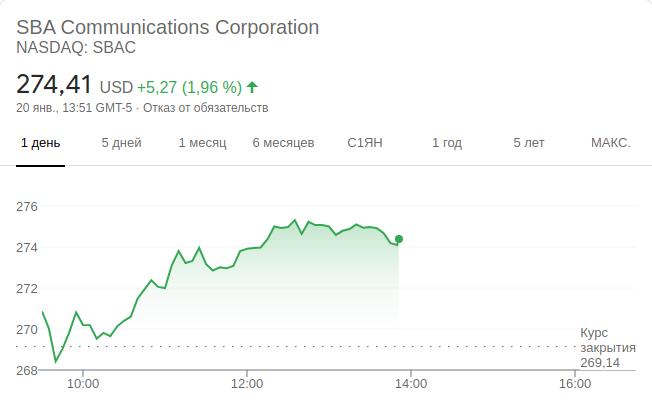 SBA Communications Corporation
NASDAQ: SBAC
274,41 USD +5,27 (1,96 %)
20 янв., 13:51 GMT-5 · Отказ от обязательств
1 день 5 дней 1 месяц 6 месяцев С1ЯН 1 год 5 лет МАКС.
276
274
272
270
268
Курс
закрытия
269,14
10:00 12:00 14:00 16:00